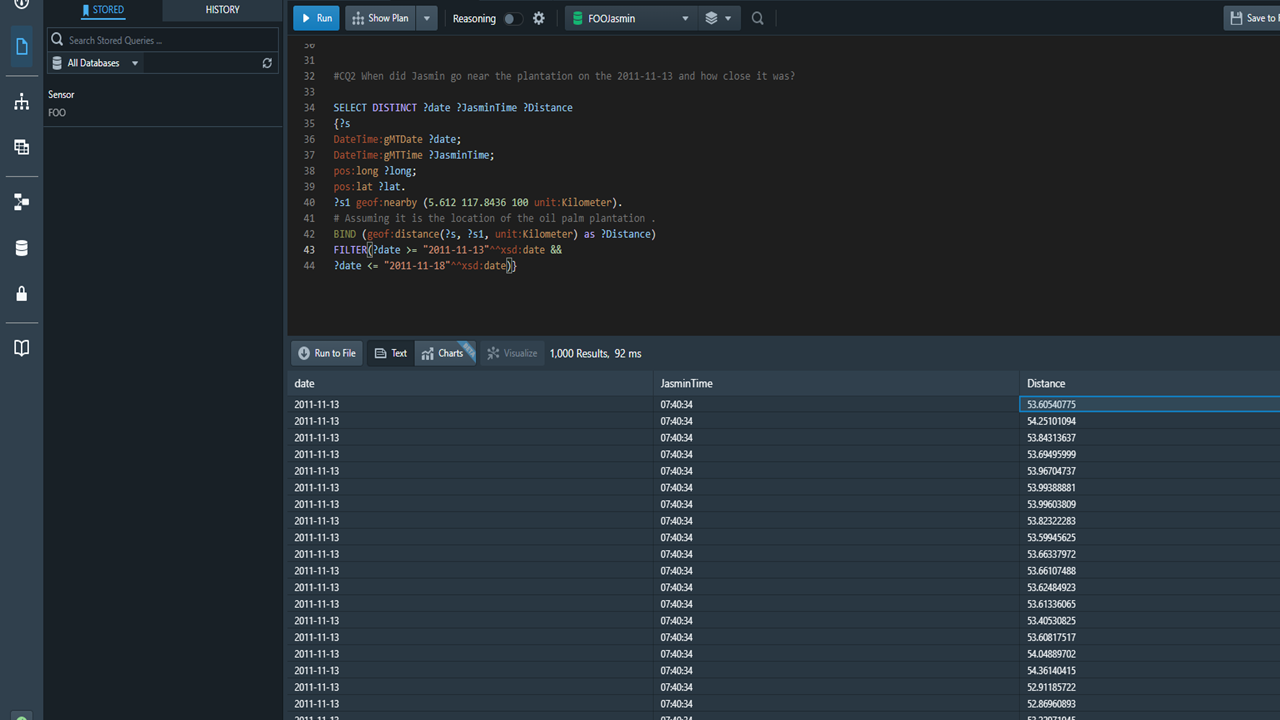 STORED HISTORY
Search Stored Queries ...
All Databases
Sensor
FOO
Run Show Plan Reasoning FOOJasmin Save to
30
31
32 #CQ2 When did Jasmin go near the plantation on the 2011-11-13 and how close it was?
33
34 SELECT DISTINCT ?date ?JasminTime ?Distance
35 {?s
36 DateTime:gMTDate ?date;
37 DateTime:gMTTime ?JasminTime;
38 pos:long ?long;
39 pos:lat ?lat.
40 ?s1 geof:nearby (5.612 117.8436 100 unit:Kilometer).
41 # Assuming it is the location of the oil palm plantation .
42 BIND (geof:distance(?s, ?s1, unit:Kilometer) as ?Distance)
43 FILTER(?date >= "2011-11-13"^^xsd:date &&
44 ?date <= "2011-11-18"^^xsd:date)}
Run to File Text Charts Visualize 1,000 Results, 92 ms
date JasminTime Distance
2011-11-13 07:40:34 53.60540775
2011-11-13 07:40:34 54.25101094
2011-11-13 07:40:34 53.84313637
2011-11-13 07:40:34 53.69495999
2011-11-13 07:40:34 53.96704737
2011-11-13 07:40:34 53.99388881
2011-11-13 07:40:34 53.99603809
2011-11-13 07:40:34 53.82322283
2011-11-13 07:40:34 53.59945625
2011-11-13 07:40:34 53.66337972
2011-11-13 07:40:34 53.66107488
2011-11-13 07:40:34 53.62484923
2011-11-13 07:40:34 53.61336065
2011-11-13 07:40:34 53.40530825
2011-11-13 07:40:34 53.60817517
2011-11-13 07:40:34 54.04889702
2011-11-13 07:40:34 54.36140415
2011-11-13 07:40:34 52.91185722
2011-11-13 07:40:34 52.86960893
2011-11-13 07:40:34